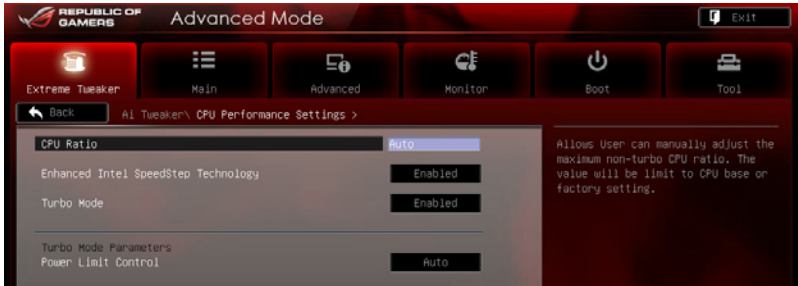 REPUBLIC OF
GAMERS
Advanced Mode
Exit
Extreme Tweaker
Main
Advanced
Monitor
Boot
Tool
Back
Ai Tweaker\ CPU Performance Settings >
CPU Ratio Auto
Enhanced Intel SpeedStep Technology Enabled
Turbo Mode Enabled
Turbo Mode Parameters
Power Limit Control Auto
Allows User can manually adjust the
maximum non-turbo CPU ratio. The
value will be limit to CPU base or
factory setting.